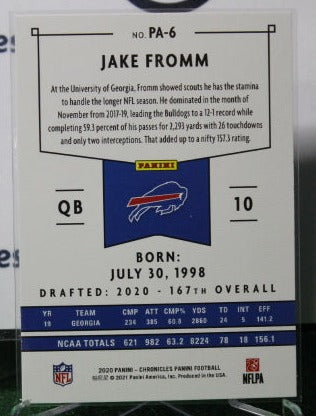 NO. PA-6
JAKE FROMM
At the University of Georgia, Fromm showed scouts he has the stamina
to handle the longer NFL season. He dominated in the month of
November from 2017-19, leading the Bulldogs to a 12-1 record while
completing 59.3 percent of his passes for 2,293 yards with 26 touchdowns
and only two interceptions. That added up to a nifty 157.3 rating.
PANINI
QB
10
BORN:
JULY 30, 1998
DRAFTED: 2020 - 167TH OVERALL
YR TEAM CMP ATT CMP% YDS TD INT EFF
19 GEORGIA 234 385 60.8 2860 24 5 141.2
NCAA TOTALS 621 982 63.2 8224 78 18 156.1
2020 PANINI - CHRONICLES PANINI FOOTBALL
© 2021 Panini America, Inc. Produced in the USA.
NFL
NFLPA